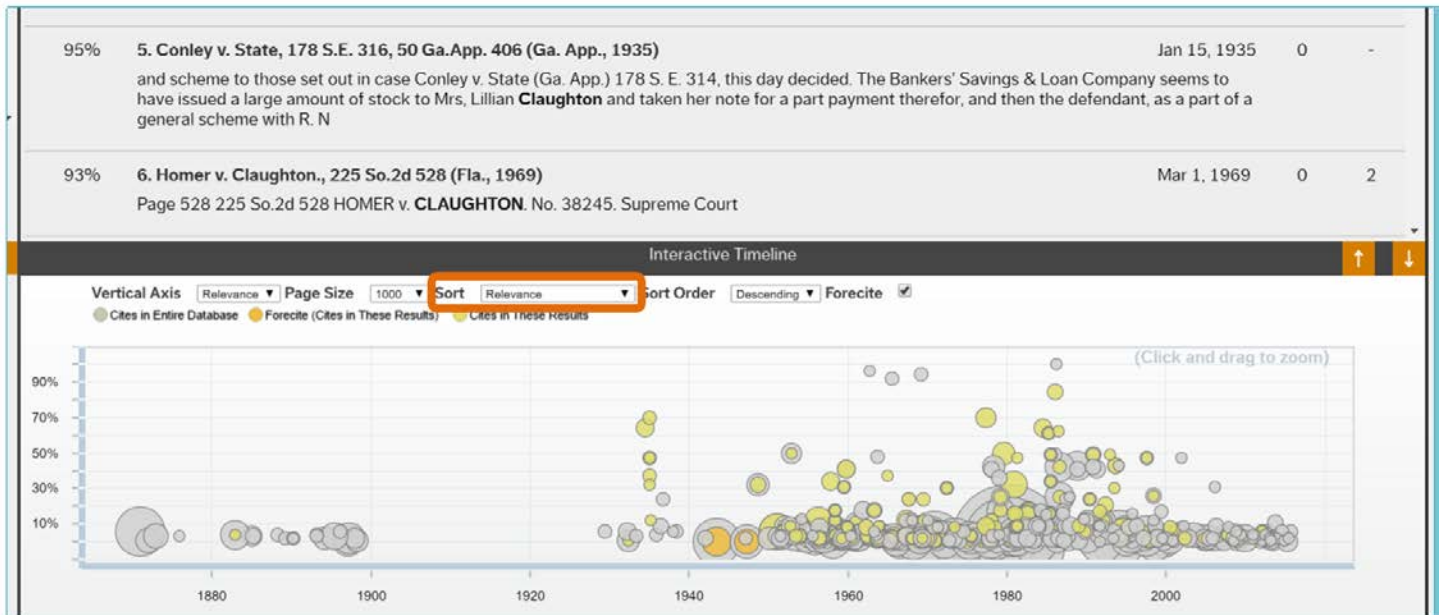 95% 5. Conley v. State, 178 S.E. 316, 50 Ga.App. 406 (Ga. App., 1935) Jan 15, 1935 0 -
and scheme to those set out in case Conley v. State (Ga. App.) 178 S. E. 314, this day decided. The Bankers' Savings & Loan Company seems to
have issued a large amount of stock to Mrs, Lillian Claughton and taken her note for a part payment therefor, and then the defendant, as a part of a
general scheme with R. N
93% 6. Homer v. Claughton., 225 So.2d 528 (Fla., 1969) Mar 1, 1969 0 2
Page 528 225 So.2d 528 HOMER v. CLAUGHTON. No. 38245. Supreme Court
Interactive Timeline ↑ ↓
Vertical Axis Relevance ▼ Page Size 1000 ▼ Sort Relevance ▼ Sort Order Descending ▼ Forecite
Cites in Entire Database Forecite (Cites in These Results) Cites in These Results
(Click and drag to zoom)
90%
70%
50%
30%
10%
1880 1900 1920 1940 1960 1980 2000